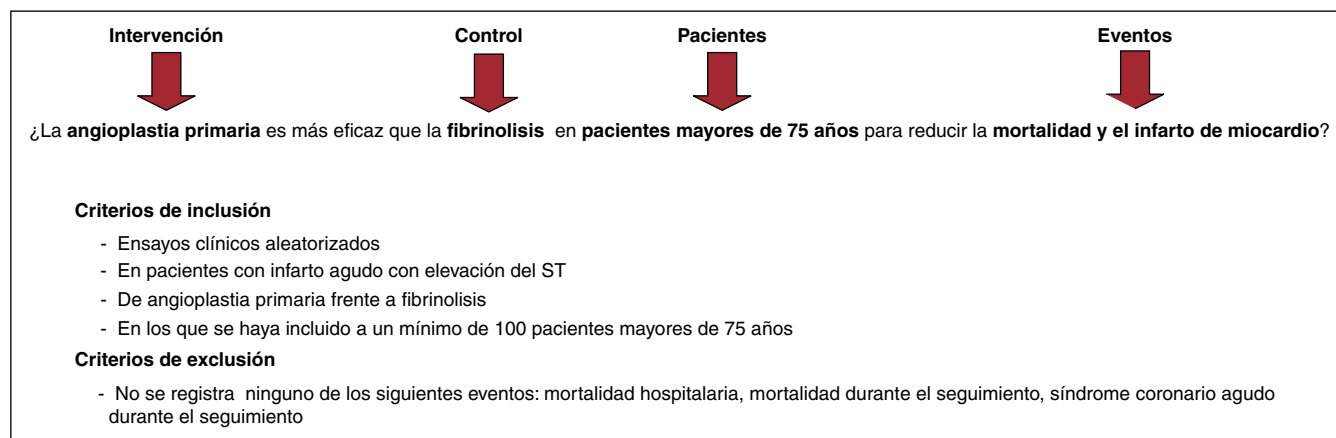 Intervención Control Pacientes Eventos
¿La angioplastia primaria es más eficaz que la fibrinolisis en pacientes mayores de 75 años para reducir la mortalidad y el infarto de miocardio?
Criterios de inclusión
- Ensayos clínicos aleatorizados
- En pacientes con infarto agudo con elevación del ST
- De angioplastia primaria frente a fibrinolisis
- En los que se haya incluido a un mínimo de 100 pacientes mayores de 75 años
Criterios de exclusión
- No se registra ninguno de los siguientes eventos: mortalidad hospitalaria, mortalidad durante el seguimiento, síndrome coronario agudo
durante el seguimiento